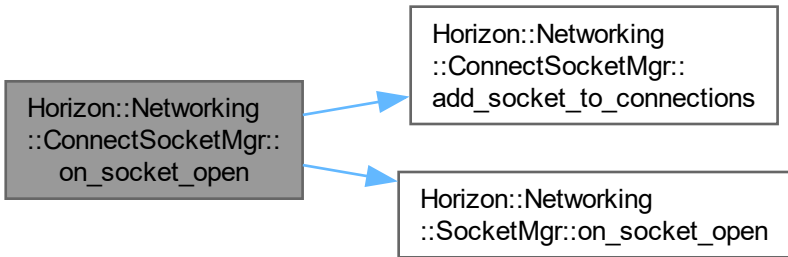 Horizon::Networking
::ConnectSocketMgr::
on_socket_open
Horizon::Networking
::ConnectSocketMgr::
add_socket_to_connections
Horizon::Networking
::SocketMgr::on_socket_open